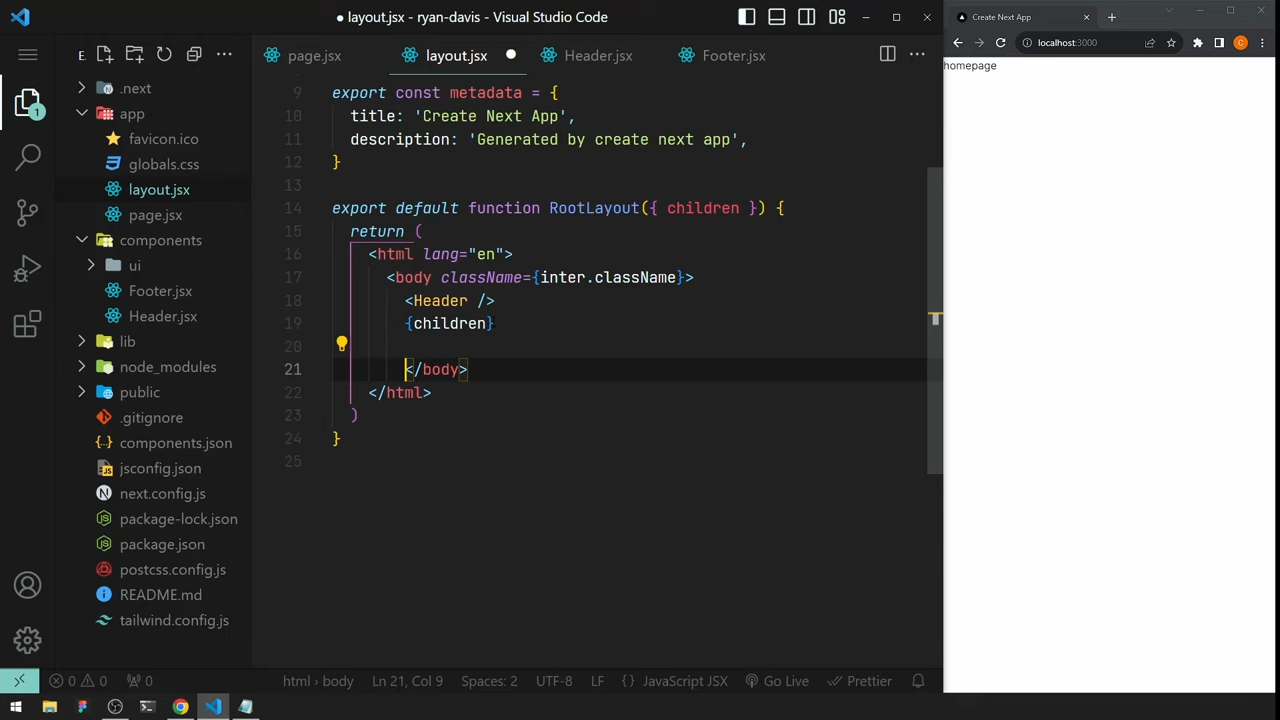 ● layout.jsx - ryan-davis - Visual Studio Code
E
page.jsx
layout.jsx
Header.jsx
Footer.jsx
.next
app
favicon.ico
globals.css
layout.jsx
page.jsx
components
ui
Footer.jsx
Header.jsx
lib
node_modules
public
.gitignore
components.json
jsconfig.json
next.config.js
package-lock.json
package.json
postcss.config.js
README.md
tailwind.config.js
1
9 export const metadata = {
10 title: 'Create Next App',
11 description: 'Generated by create next app',
12 }
13
14 export default function RootLayout({ children }) {
15 return (
16 <html lang="en">
17 <body className={inter.className}>
18 <Header />
19 {children}
20
21 </body>
22 </html>
23 )
24 }
25
0 0 0
html › body
Ln 21, Col 9
Spaces: 2
UTF-8
LF
{} JavaScript JSX
Go Live
Prettier
Create Next App
localhost:3000
C
homepage